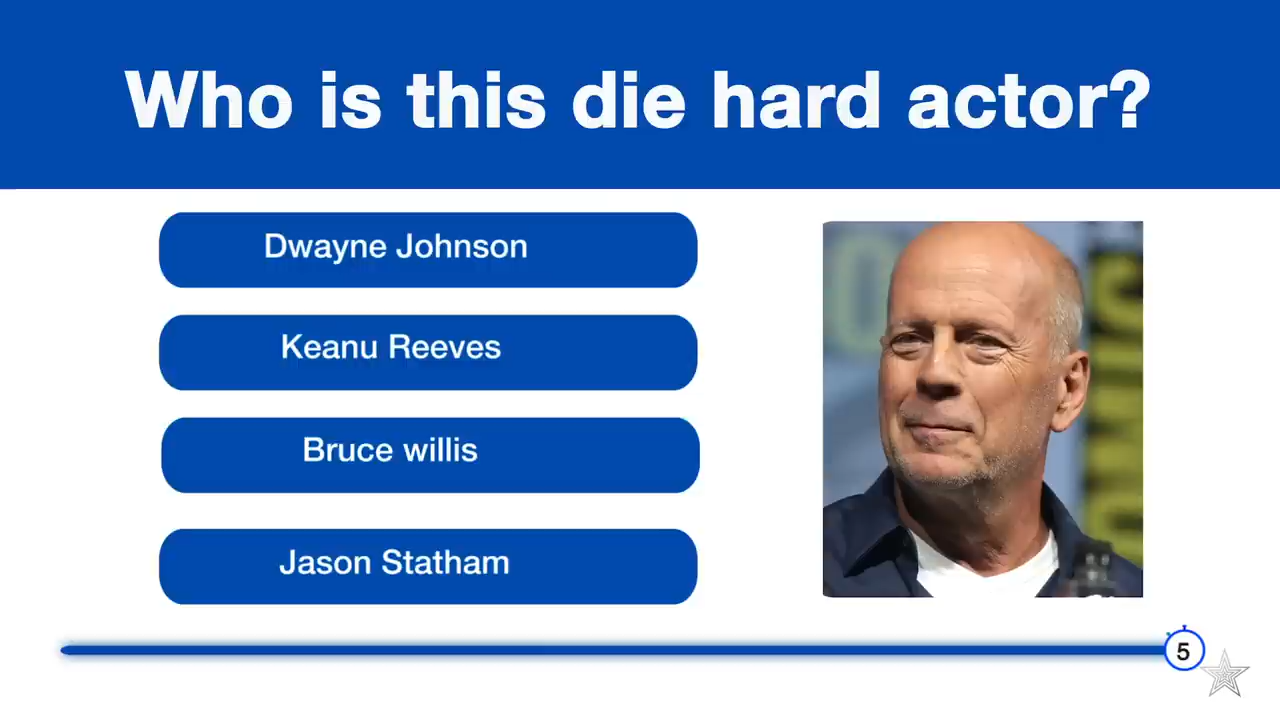 Who is this die hard actor?
Dwayne Johnson
Keanu Reeves
Bruce willis
Jason Statham
5